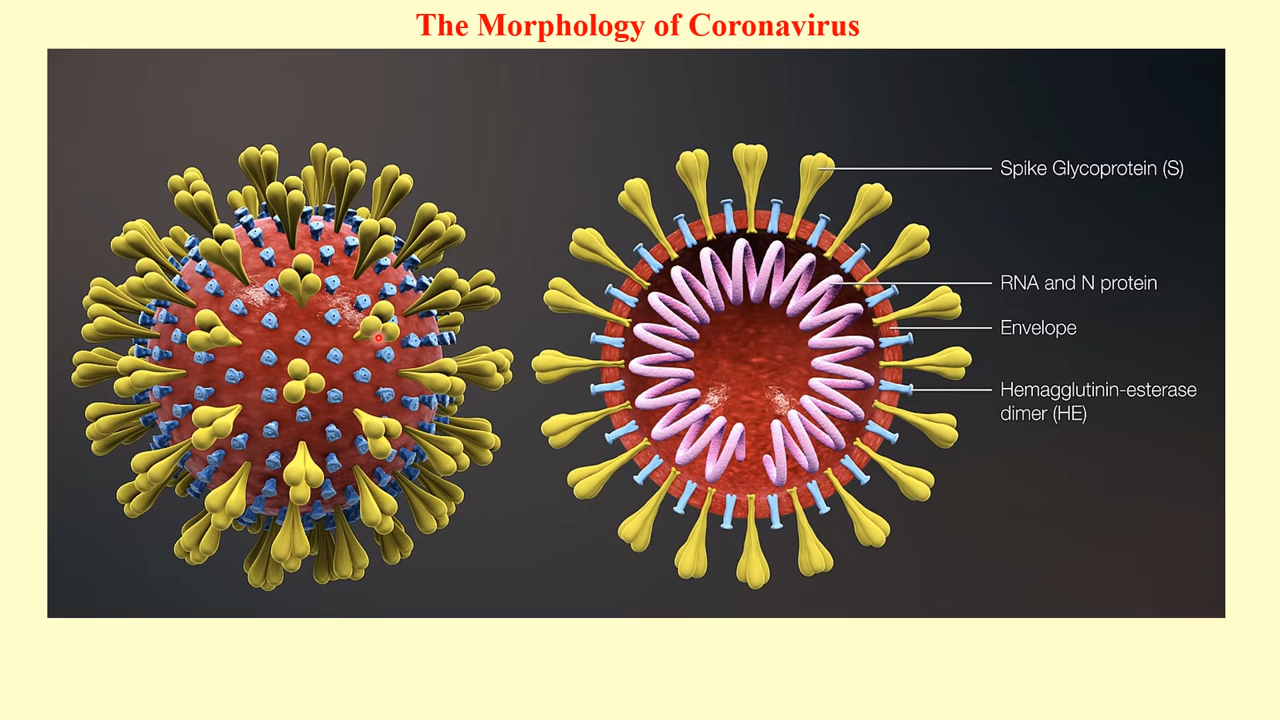 The Morphology of Coronavirus
Spike Glycoprotein (S)
RNA and N protein
Envelope
Hemagglutinin-esterase
dimer (HE)